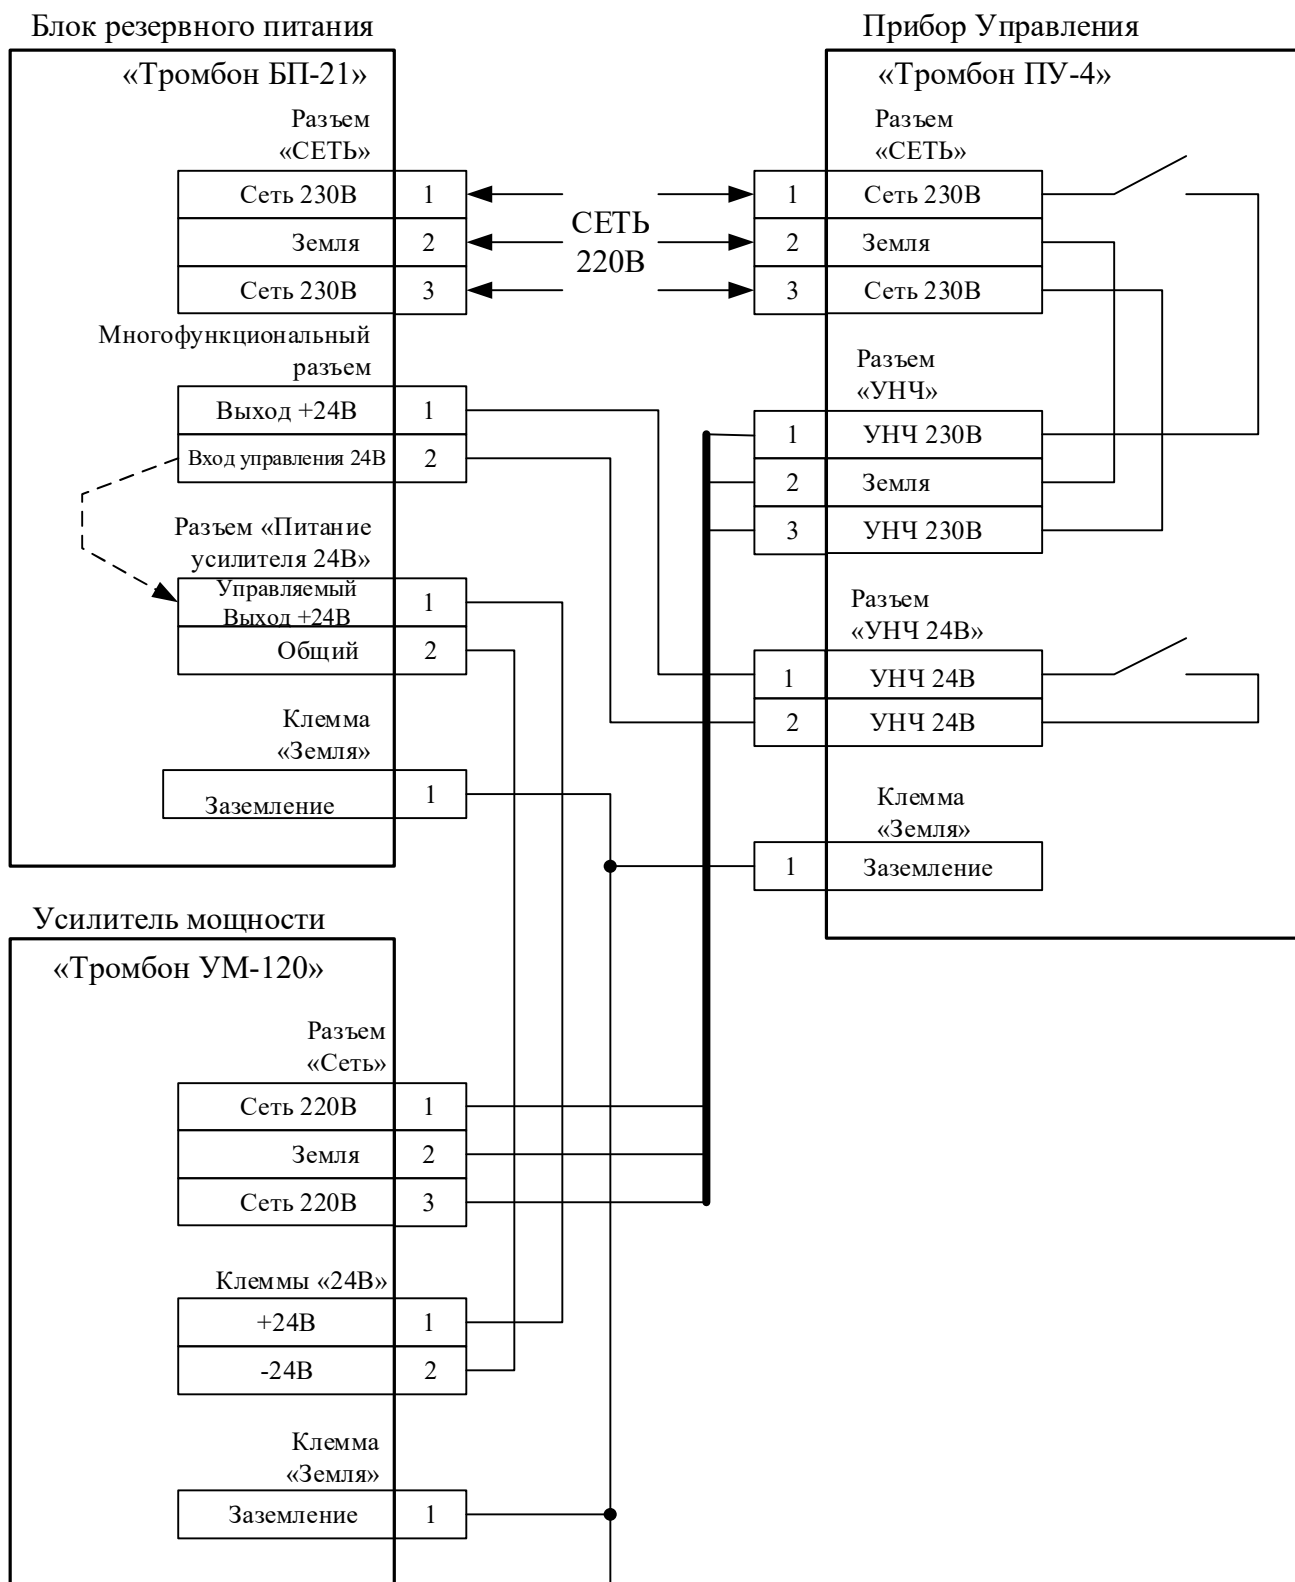 Блок резервного питания
«Тромбон БП-21»
Разъем
«СЕТЬ»
Сеть 230В 1
Земля 2
Сеть 230В 3
Многофункциональный
разъем
Выход +24В 1
Вход управления 24В 2
Разъем «Питание
усилителя 24В»
Управляемый
Выход +24В 1
Общий 2
Клемма
«Земля»
Заземление 1
СЕТЬ
220В
Прибор Управления
«Тромбон ПУ-4»
Разъем
«СЕТЬ»
1 Сеть 230В
2 Земля
3 Сеть 230В
Разъем
«УНЧ»
1 УНЧ 230В
2 Земля
3 УНЧ 230В
Разъем
«УНЧ 24В»
1 УНЧ 24В
2 УНЧ 24В
Клемма
«Земля»
1 Заземление
Усилитель мощности
«Тромбон УМ-120»
Разъем
«Сеть»
Сеть 220В 1
Земля 2
Сеть 220В 3
Клеммы «24В»
+24В 1
-24В 2
Клемма
«Земля»
Заземление 1